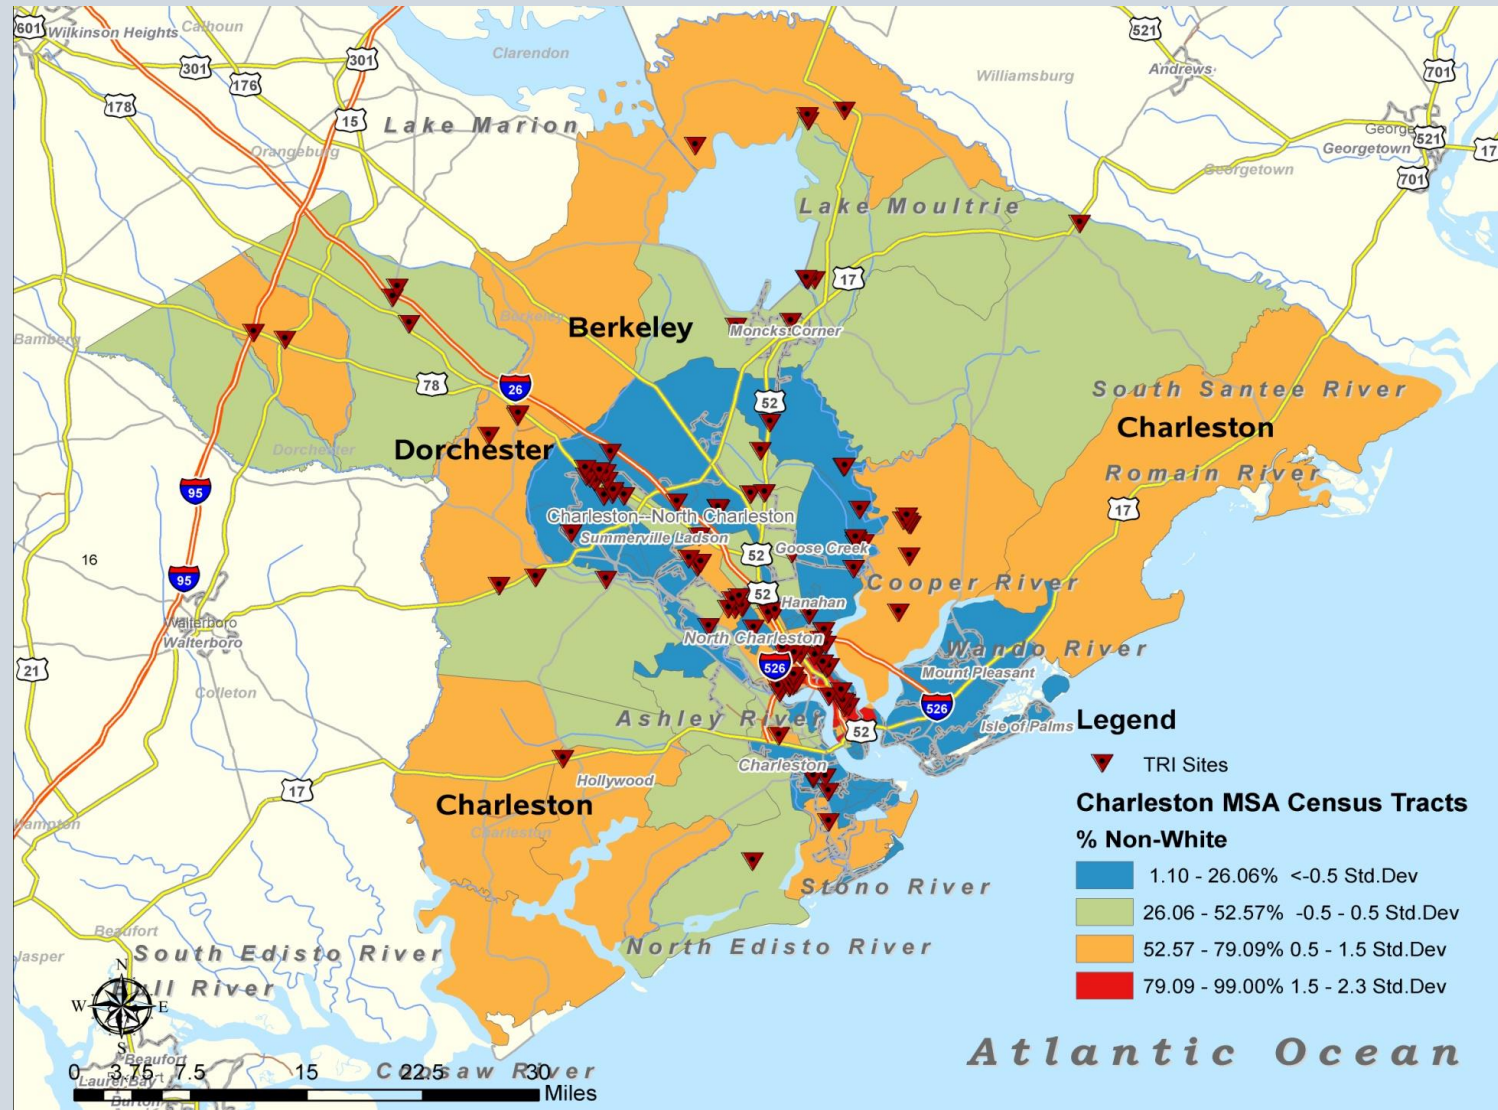 601
Wilkinson Heights
Calhoun
301
301
176
178
15
Clarendon
Lake Marion
Orangeburg
Williamsburg
521
Andrews
701
George
521
Georgetown
17
701
Georgetown
Lake Moultrie
17
Berkeley
Berkeley
Moncks Corner
Bamberg
78
26
52
South Santee River
Charleston
Dorchester
Dorchester
Romain River
95
17
Charleston--North Charleston
Summerville Ladson
52
Goose Creek
16
95
Cooper River
52
Hanahan
Walterboro
Walterboro
North Charleston
Wando River
21
526
Mount Pleasant
Colleton
526
Ashley River
52
Isle of Palms
Charleston
Hollywood
17
Charleston
Charleston
Hampton
Stono River
Beaufort
Jasper
South Edisto River
North Edisto River
N
W
E
S
Beaufort
Laurel Bay
Burton
0 3.75 7.5 15 22.5 30
Miles
Legend
TRI Sites
Charleston MSA Census Tracts
% Non-White
1.10 - 26.06% <-0.5 Std.Dev
26.06 - 52.57% -0.5 - 0.5 Std.Dev
52.57 - 79.09% 0.5 - 1.5 Std.Dev
79.09 - 99.00% 1.5 - 2.3 Std.Dev
Atlantic Ocean